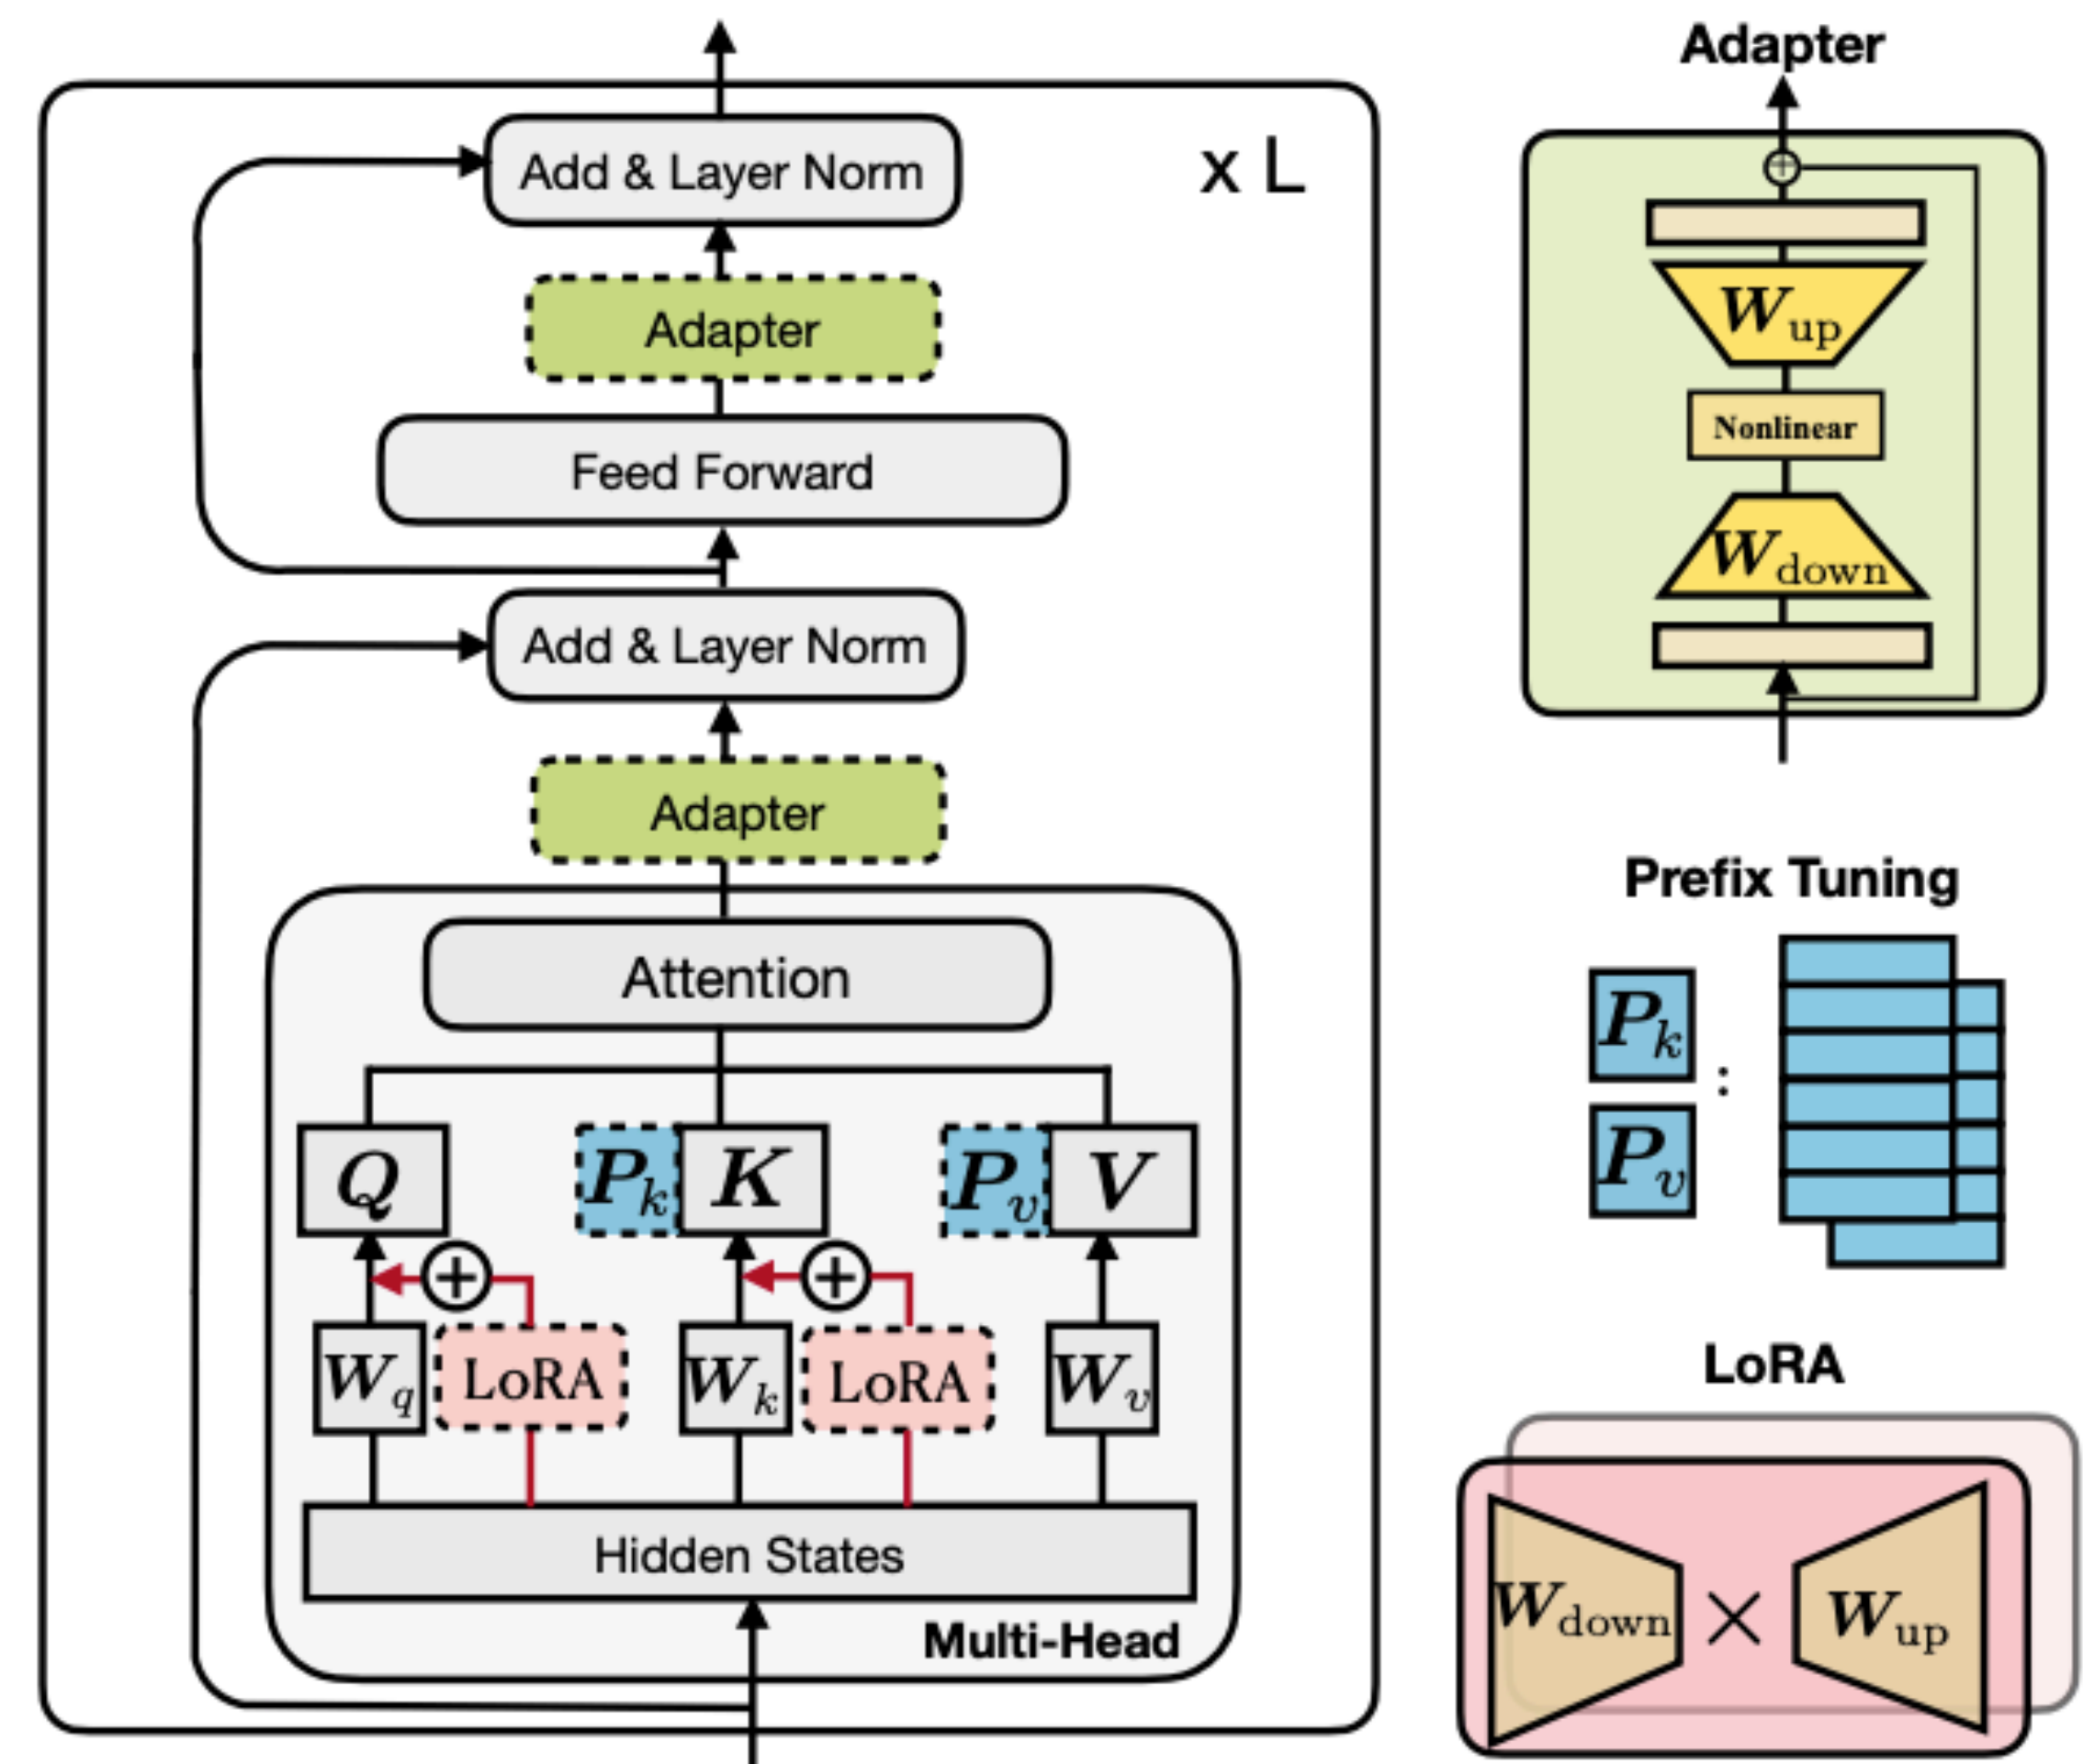 Add & Layer Norm
x L
Adapter
Feed Forward
Add & Layer Norm
Adapter
Attention
Q
P_k
K
P_v
V
W_q
LoRA
W_k
LoRA
W_v
Hidden States
Multi-Head
Adapter
W_up
Nonlinear
W_down
Prefix Tuning
P_k
:
P_v
LoRA
W_down × W_up